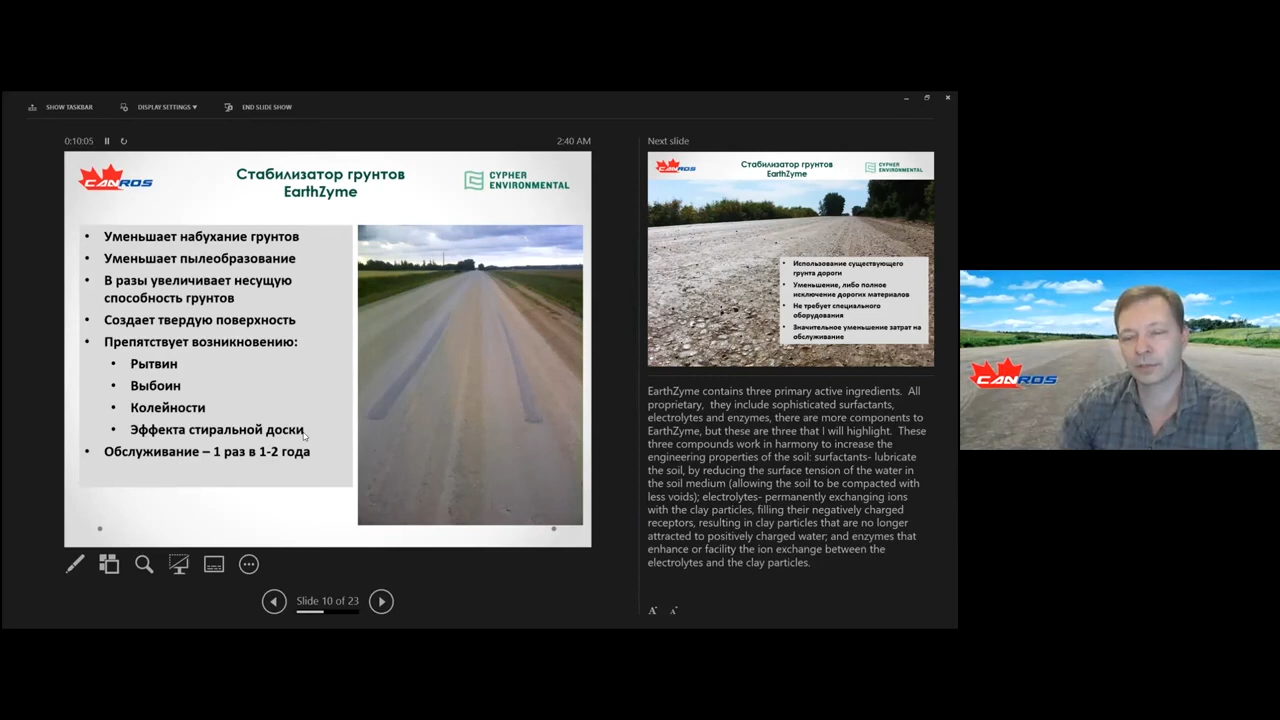 SHOW TASKBAR
DISPLAY SETTINGS ▾
END SLIDE SHOW
0:10:05
2:40 AM
CANROS
Стабилизатор грунтов
EarthZyme
CYPHER
ENVIRONMENTAL
• Уменьшает набухание грунтов
• Уменьшает пылеобразование
• В разы увеличивает несущую
способность грунтов
• Создает твердую поверхность
• Препятствует возникновению:
• Рытвин
• Выбоин
• Колейности
• Эффекта стиральной доски
• Обслуживание – 1 раз в 1-2 года
Slide 10 of 23
Next slide
CANROS
Стабилизатор грунтов
EarthZyme
CYPHER
ENVIRONMENTAL
• Использование существующего
грунта дороги
• Уменьшение, либо полное
исключение дорогих материалов
• Не требует специального
оборудования
• Значительное уменьшение затрат на
обслуживание
EarthZyme contains three primary active ingredients. All
proprietary, they include sophisticated surfactants,
electrolytes and enzymes, there are more components to
EarthZyme, but these are three that I will highlight. These
three compounds work in harmony to increase the
engineering properties of the soil: surfactants- lubricate
the soil, by reducing the surface tension of the water in
the soil medium (allowing the soil to be compacted with
less voids); electrolytes- permanently exchanging ions
with the clay particles, filling their negatively charged
receptors, resulting in clay particles that are no longer
attracted to positively charged water; and enzymes that
enhance or facility the ion exchange between the
electrolytes and the clay particles.
A A
CANROS